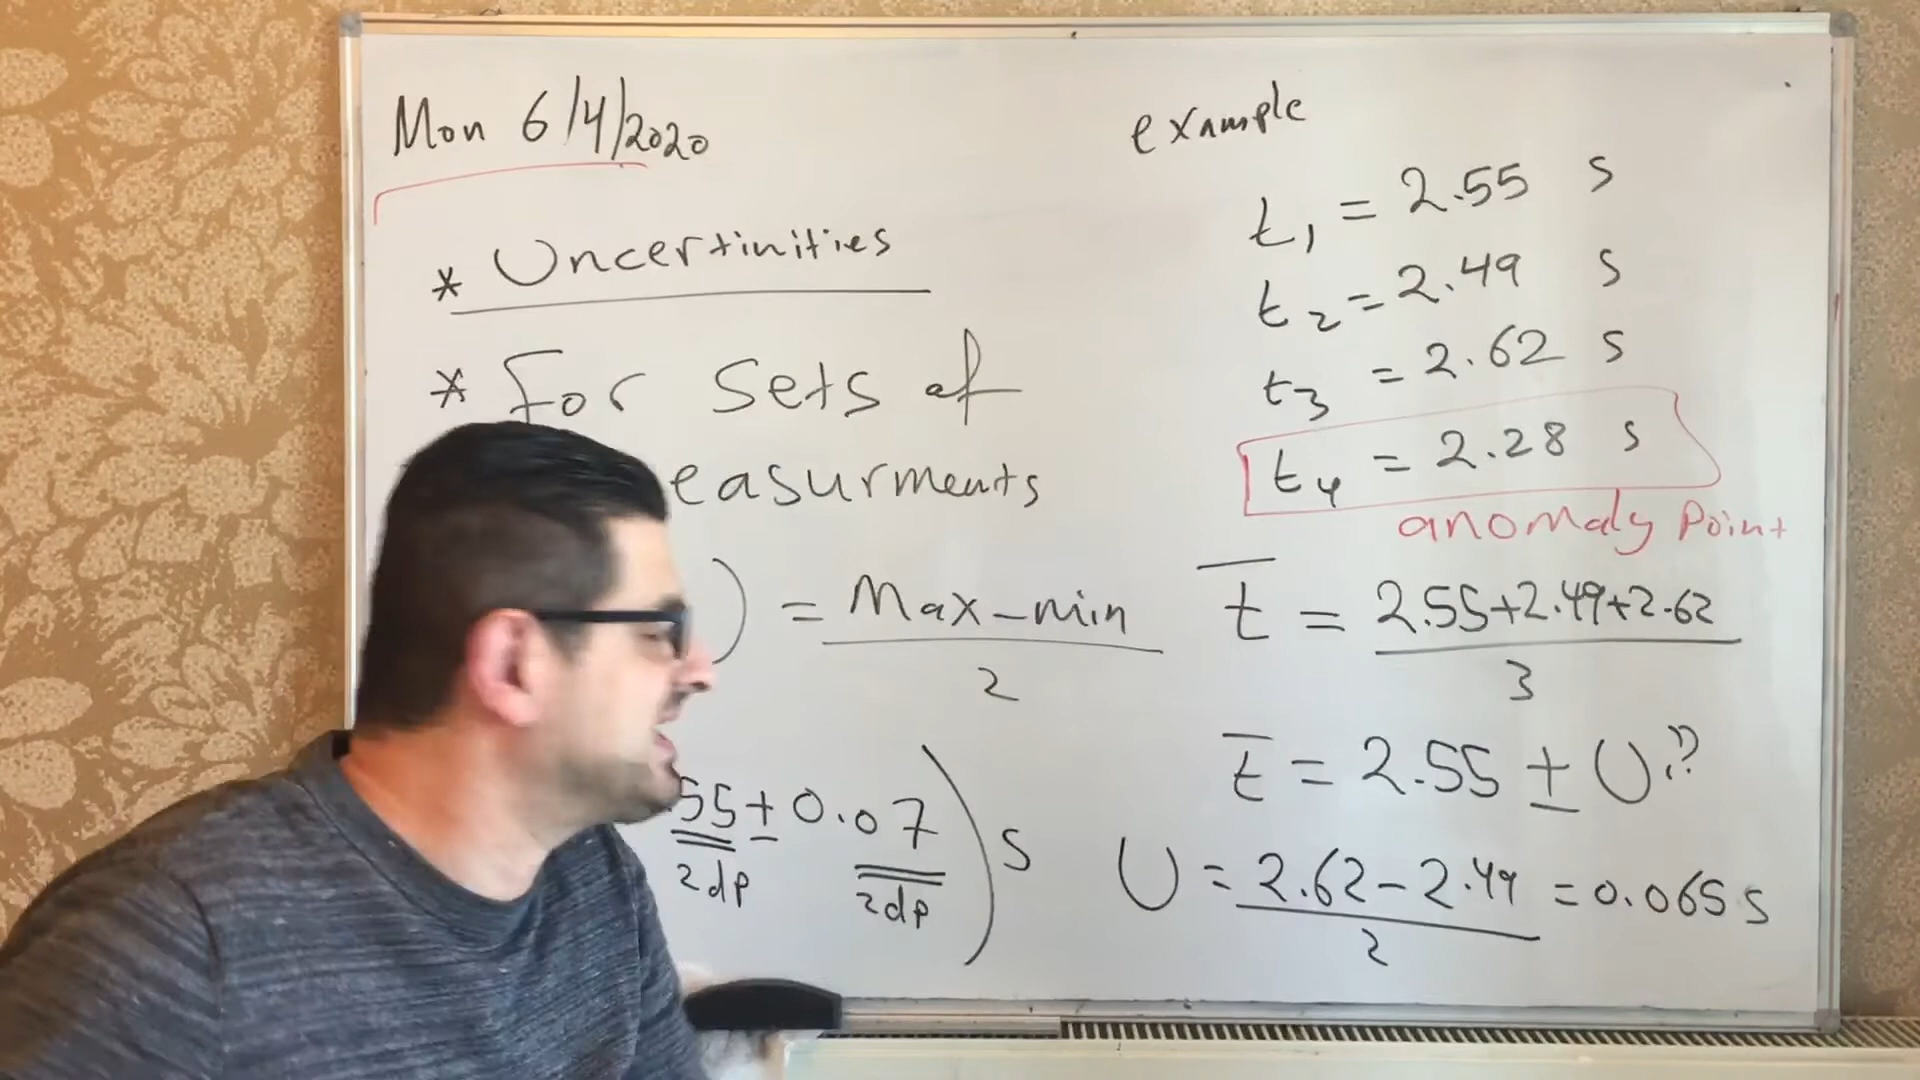 Mon 6/4/2020
* Uncertinities
* For Sets of
easurments
) = Max-min
2
55 ± 0.07) s
2dp 2dp
example
t1 = 2.55 s
t2 = 2.49 s
t3 = 2.62 s
t4 = 2.28 s
anomaly Point
t̄ = 2.55+2.49+2.62
3
t̄ = 2.55 ± U??
U = 2.62-2.49 = 0.065 s
2